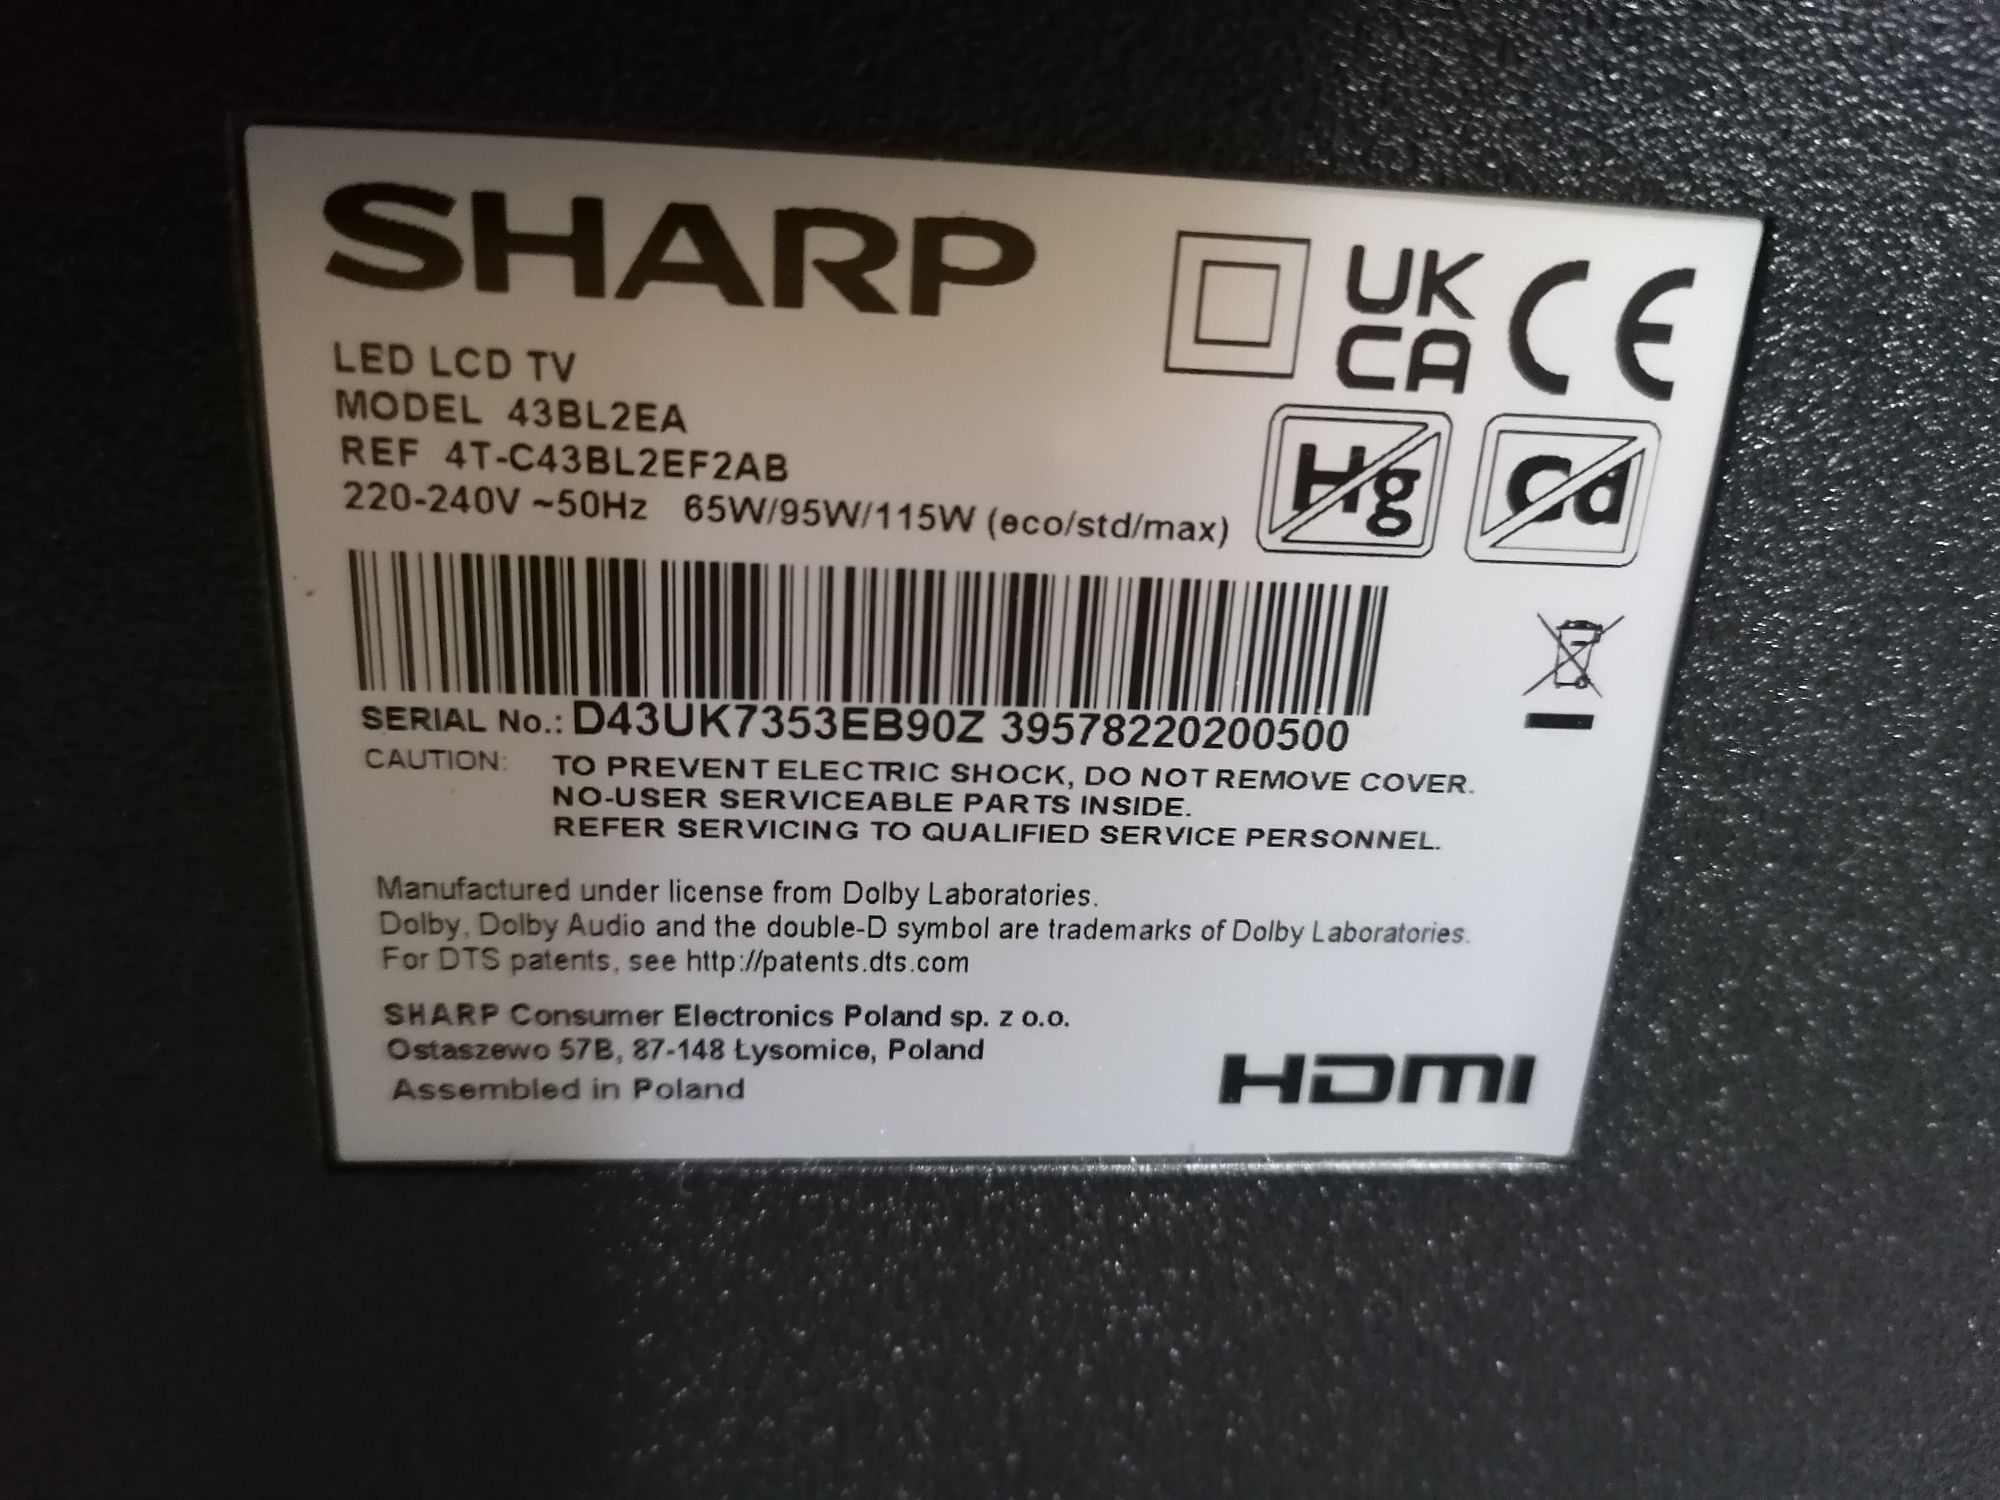 SHARP
UK
CA
CE
LED LCD TV
MODEL 43BL2EA
REF 4T-C43BL2EF2AB
220-240V ~50Hz 65W/95W/115W (eco/std/max)
Hg
Cd
SERIAL No.: D43UK7353EB90Z 39578220200500
CAUTION: TO PREVENT ELECTRIC SHOCK, DO NOT REMOVE COVER.
NO-USER SERVICEABLE PARTS INSIDE.
REFER SERVICING TO QUALIFIED SERVICE PERSONNEL.
Manufactured under license from Dolby Laboratories.
Dolby, Dolby Audio and the double-D symbol are trademarks of Dolby Laboratories.
For DTS patents, see http://patents.dts.com
SHARP Consumer Electronics Poland sp. z o.o.
Ostaszewo 57B, 87-148 Łysomice, Poland
Assembled in Poland
HDMI